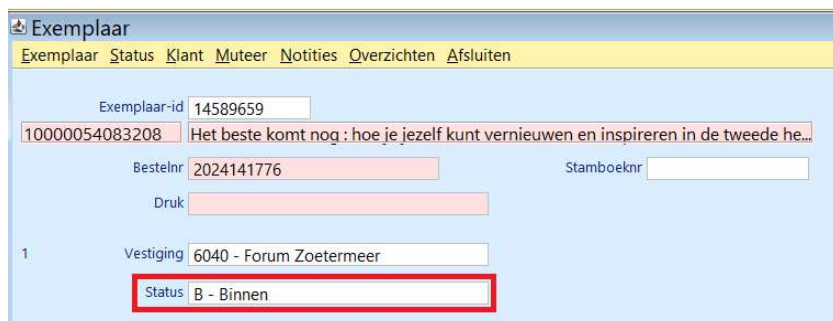 Exemplaar
Exemplaar Status Klant Muteer Notities Overzichten Afsluiten
Exemplaar-id 14589659
10000054083208 Het beste komt nog : hoe je jezelf kunt vernieuwen en inspireren in de tweede he...
Bestelnr 2024141776 Stamboeknr
Druk
1 Vestiging 6040 - Forum Zoetermeer
Status B - Binnen